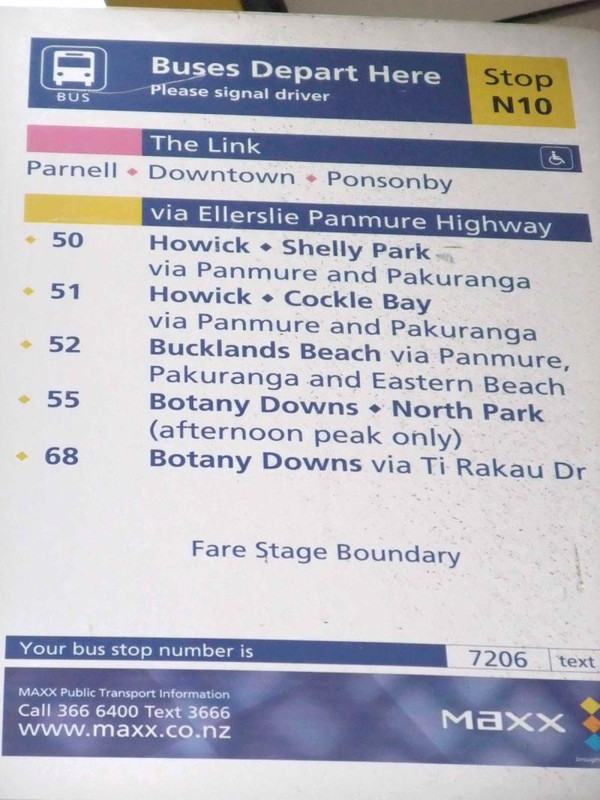 BUS
Buses Depart Here
Please signal driver
Stop
N10
The Link
Parnell ◆ Downtown ◆ Ponsonby
via Ellerslie Panmure Highway
50 Howick ◆ Shelly Park
via Panmure and Pakuranga
51 Howick ◆ Cockle Bay
via Panmure and Pakuranga
52 Bucklands Beach via Panmure,
Pakuranga and Eastern Beach
55 Botany Downs ◆ North Park
(afternoon peak only)
68 Botany Downs via Ti Rakau Dr
Fare Stage Boundary
Your bus stop number is 7206 text
MAXX Public Transport Information
Call 366 6400 Text 3666
www.maxx.co.nz
maxx